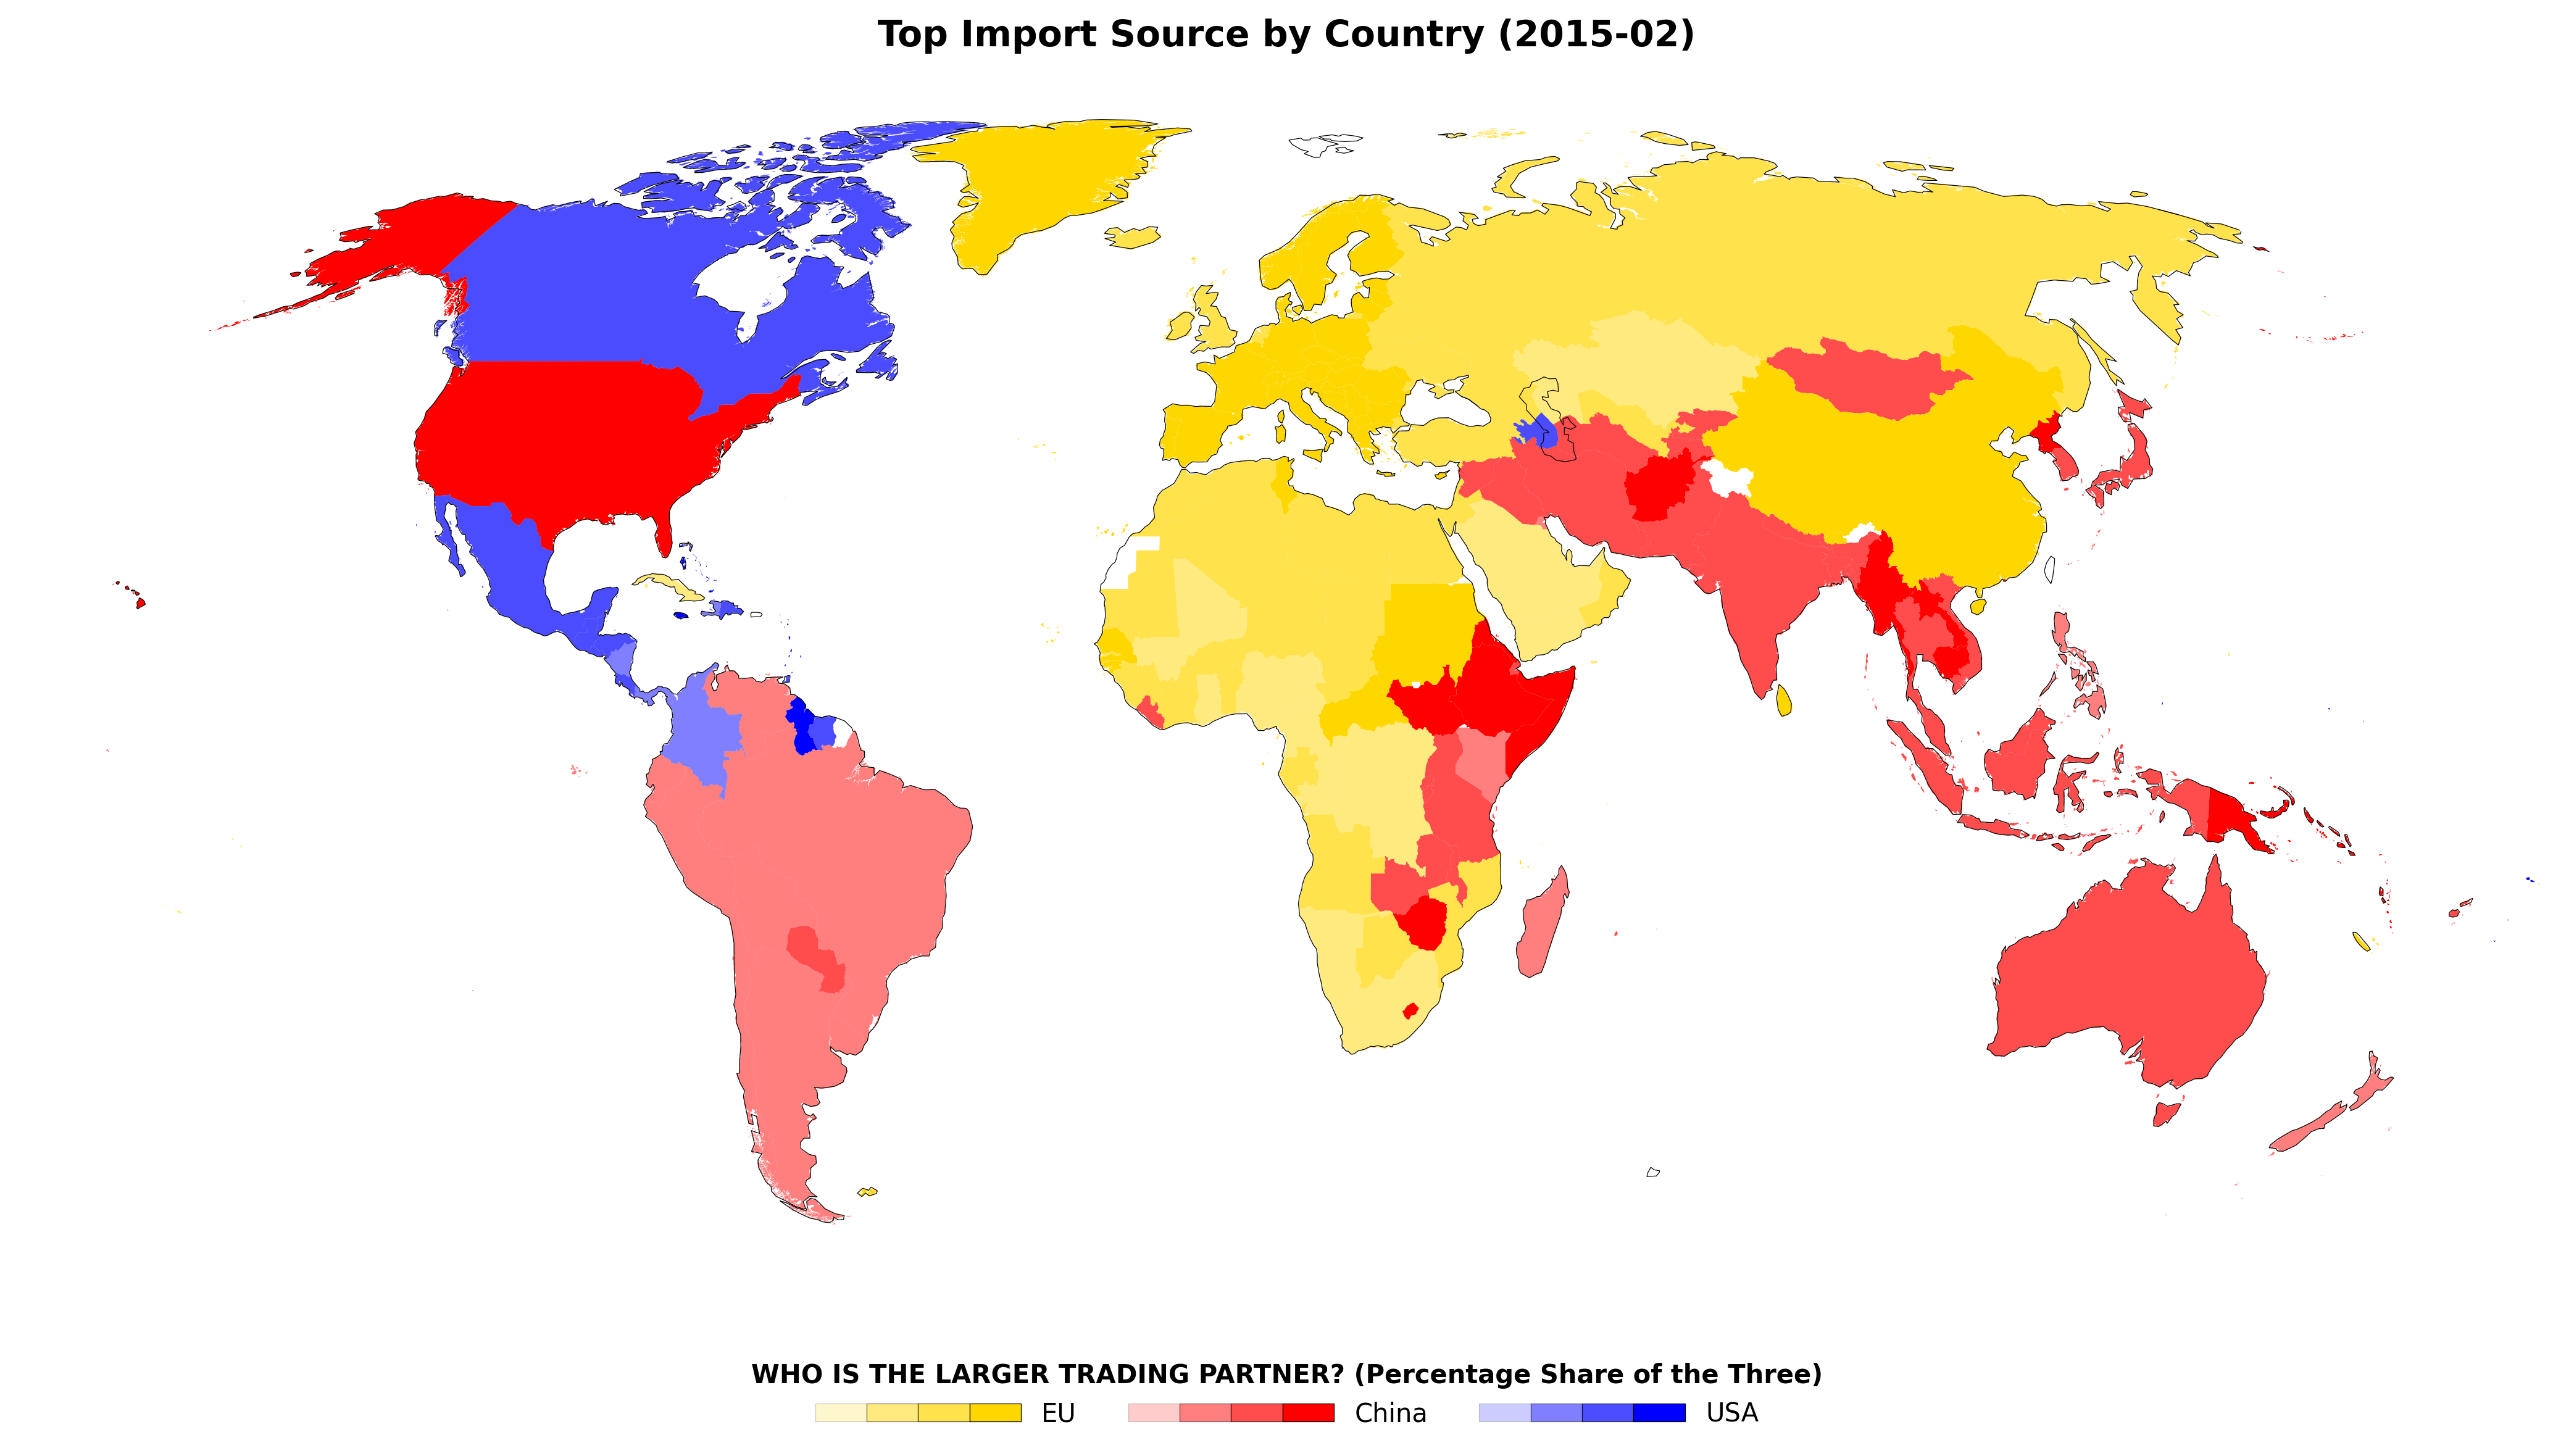 Top Import Source by Country (2015-02)
WHO IS THE LARGER TRADING PARTNER? (Percentage Share of the Three)
EU China USA